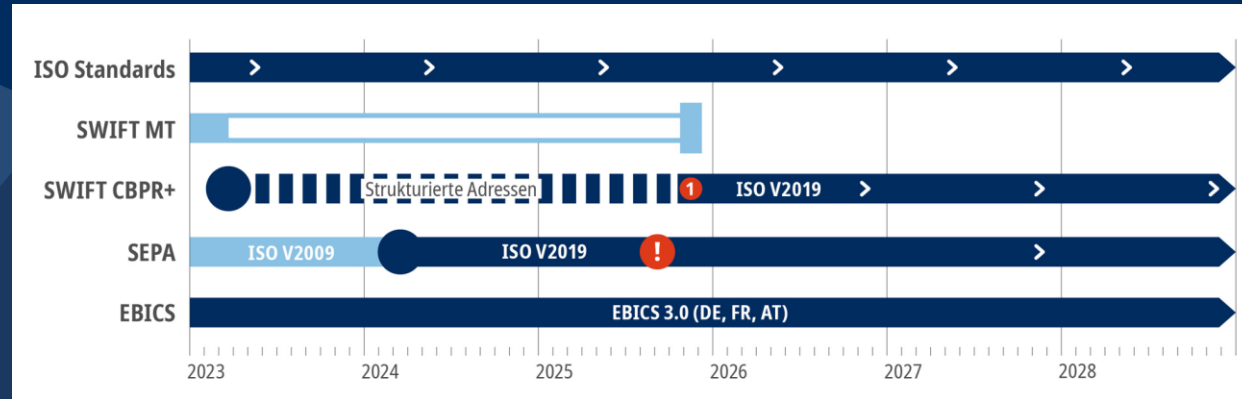 ISO Standards
SWIFT MT
SWIFT CBPR+ Strukturierte Adressen 1 ISO V2019
SEPA ISO V2009 ISO V2019 !
EBICS EBICS 3.0 (DE, FR, AT)
2023 2024 2025 2026 2027 2028